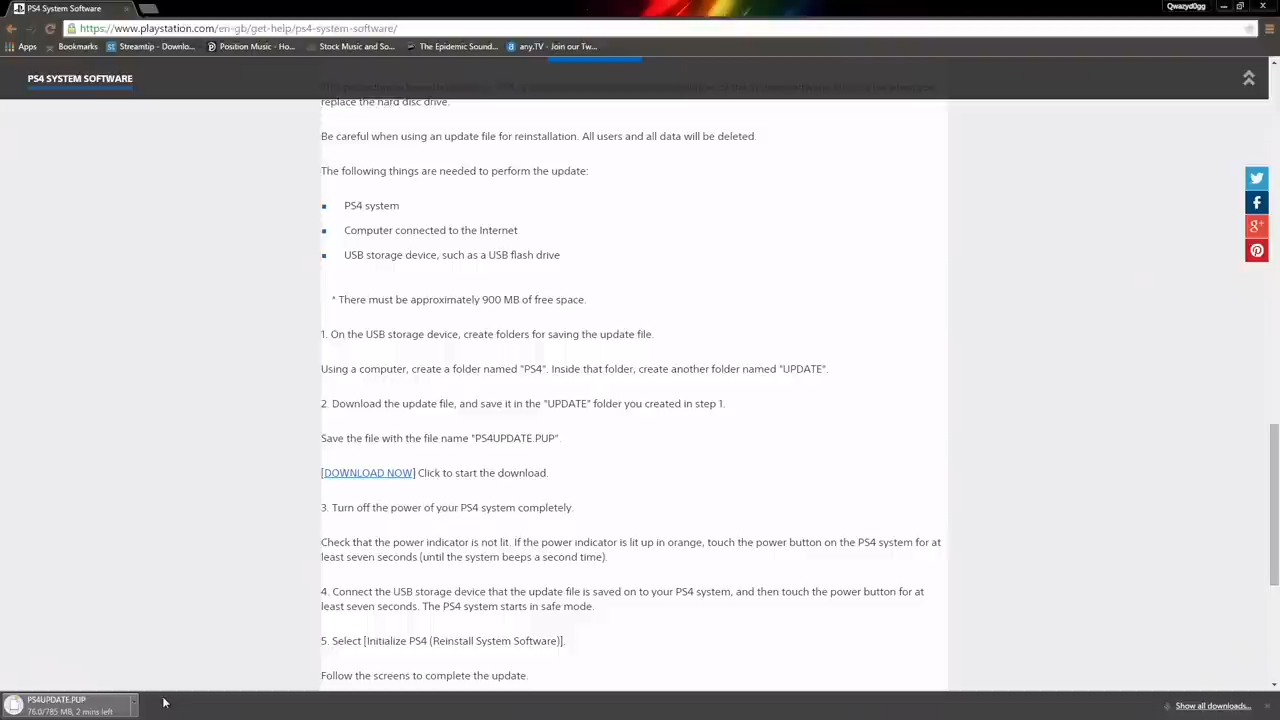 PS4 System Software
Qwazyd0gg
https://www.playstation.com/en-gb/get-help/ps4-system-software/
Apps
Bookmarks
Streamtip - Downlo...
Position Music - Ho...
Stock Music and So...
The Epidemic Sound...
any.TV - Join our Tw...
PS4 SYSTEM SOFTWARE
replace the hard disc drive.
Be careful when using an update file for reinstallation. All users and all data will be deleted.
The following things are needed to perform the update:
PS4 system
Computer connected to the Internet
USB storage device, such as a USB flash drive
* There must be approximately 900 MB of free space.
1. On the USB storage device, create folders for saving the update file.
Using a computer, create a folder named "PS4". Inside that folder, create another folder named "UPDATE".
2. Download the update file, and save it in the "UPDATE" folder you created in step 1.
Save the file with the file name "PS4UPDATE.PUP".
[DOWNLOAD NOW] Click to start the download.
3. Turn off the power of your PS4 system completely.
Check that the power indicator is not lit. If the power indicator is lit up in orange, touch the power button on the PS4 system for at
least seven seconds (until the system beeps a second time).
4. Connect the USB storage device that the update file is saved on to your PS4 system, and then touch the power button for at
least seven seconds. The PS4 system starts in safe mode.
5. Select [Initialize PS4 (Reinstall System Software)].
Follow the screens to complete the update.
PS4UPDATE.PUP
76.0/785 MB, 2 mins left
Show all downloads...